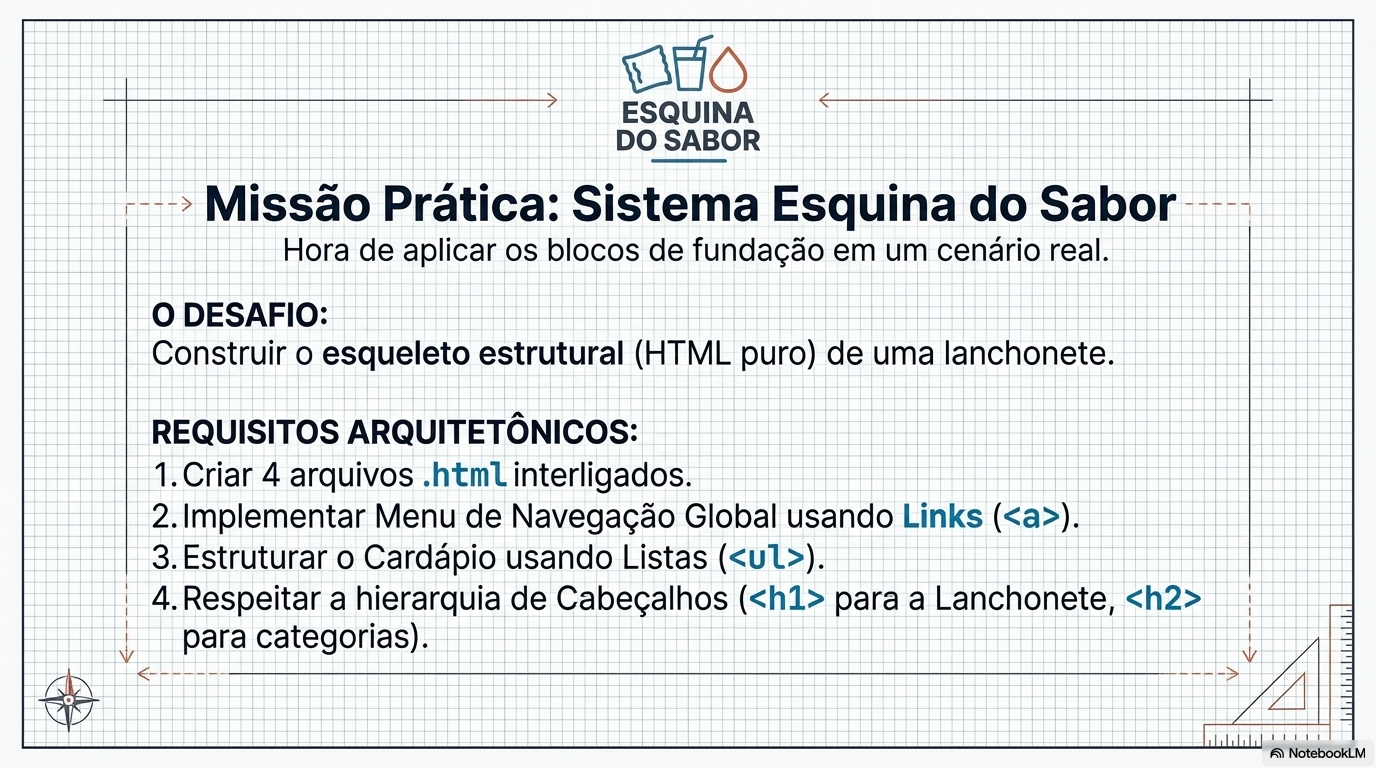 ESQUINA
DO SABOR
Missão Prática: Sistema Esquina do Sabor
Hora de aplicar os blocos de fundação em um cenário real.
O DESAFIO:
Construir o esqueleto estrutural (HTML puro) de uma lanchonete.
REQUISITOS ARQUITETÔNICOS:
1. Criar 4 arquivos .html interligados.
2. Implementar Menu de Navegação Global usando Links (<a>).
3. Estruturar o Cardápio usando Listas (<ul>).
4. Respeitar a hierarquia de Cabeçalhos (<h1> para a Lanchonete, <h2>
para categorias).
NotebookLM